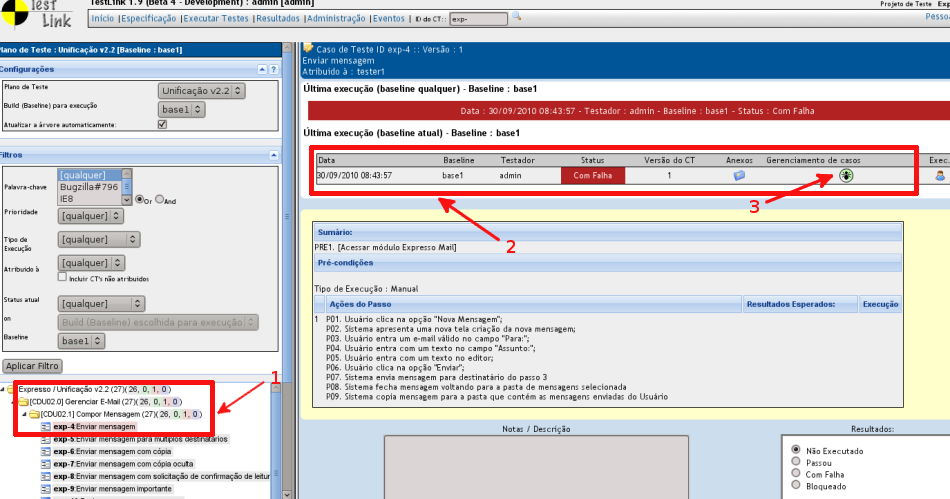 Test
Link
TestLink 1.9 (Beta 4 - Development) : admin [admin]
Projeto de Teste Exp
Início |Especificação |Executar Testes |Resultados |Administração |Eventos | ID do CT:: exp-
Pesso
Plano de Teste : Unificação v2.2 [Baseline : base1]
Configurações
Plano de Teste
Unificação v2.2
Build (Baseline) para execução
base1
Atualizar a árvore automaticamente:
Filtros
Palavra-chave
[qualquer]
Bugzilla#796
IE8
Or And
Prioridade
[qualquer]
Tipo de
Execução
[qualquer]
Atribuído à
[qualquer]
Incluir CT's não atribuídos
Status atual
[qualquer]
on
Build (Baseline) escolhida para execução
Baseline
base1
Aplicar Filtro
Expresso / Unificação v2.2 (27)( 26, 0, 1, 0 )
[CDU02.0] Gerenciar E-Mail (27)( 26, 0, 1, 0 )
[CDU02.1] Compor Mensagem (27)( 26, 0, 1, 0 )
exp-4:Enviar mensagem
exp-5:Enviar mensagem para múltiplos destinatários
exp-6:Enviar mensagem com cópia
exp-7:Enviar mensagem com cópia oculta
exp-8:Enviar mensagem com solicitação de confirmação de leitur
exp-9:Enviar mensagem importante
1
Caso de Teste ID exp-4 :: Versão : 1
Enviar mensagem
Atribuído à : tester1
Última execução (baseline qualquer) - Baseline : base1
Data : 30/09/2010 08:43:57 - Testador : admin - Baseline : base1 - Status : Com Falha
Última execução (baseline atual) - Baseline : base1
Data Baseline Testador Status Versão do CT Anexos Gerenciamento de casos Exec.
30/09/2010 08:43:57 base1 admin Com Falha 1
2
3
Sumário:
PRE1. [Acessar módulo Expresso Mail]
Pré-condições
Tipo de Execução : Manual
Ações do Passo Resultados Esperados: Execução
1 P01. Usuário clica na opção "Nova Mensagem";
P02. Sistema apresenta uma nova tela criação da nova mensagem;
P03. Usuário entra um e-mail válido no campo "Para:";
P04. Usuário entra com um texto no campo "Assunto:";
P05. Usuário entra com um texto no editor;
P06. Usuário clica na opção "Enviar";
P07. Sistema envia mensagem para destinatário do passo 3
P08. Sistema fecha mensagem voltando para a pasta de mensagens selecionada
P09. Sistema copia mensagem para a pasta que contém as mensagens enviadas do Usuário
Notas / Descrição
Resultados:
Não Executado
Passou
Com Falha
Bloqueado